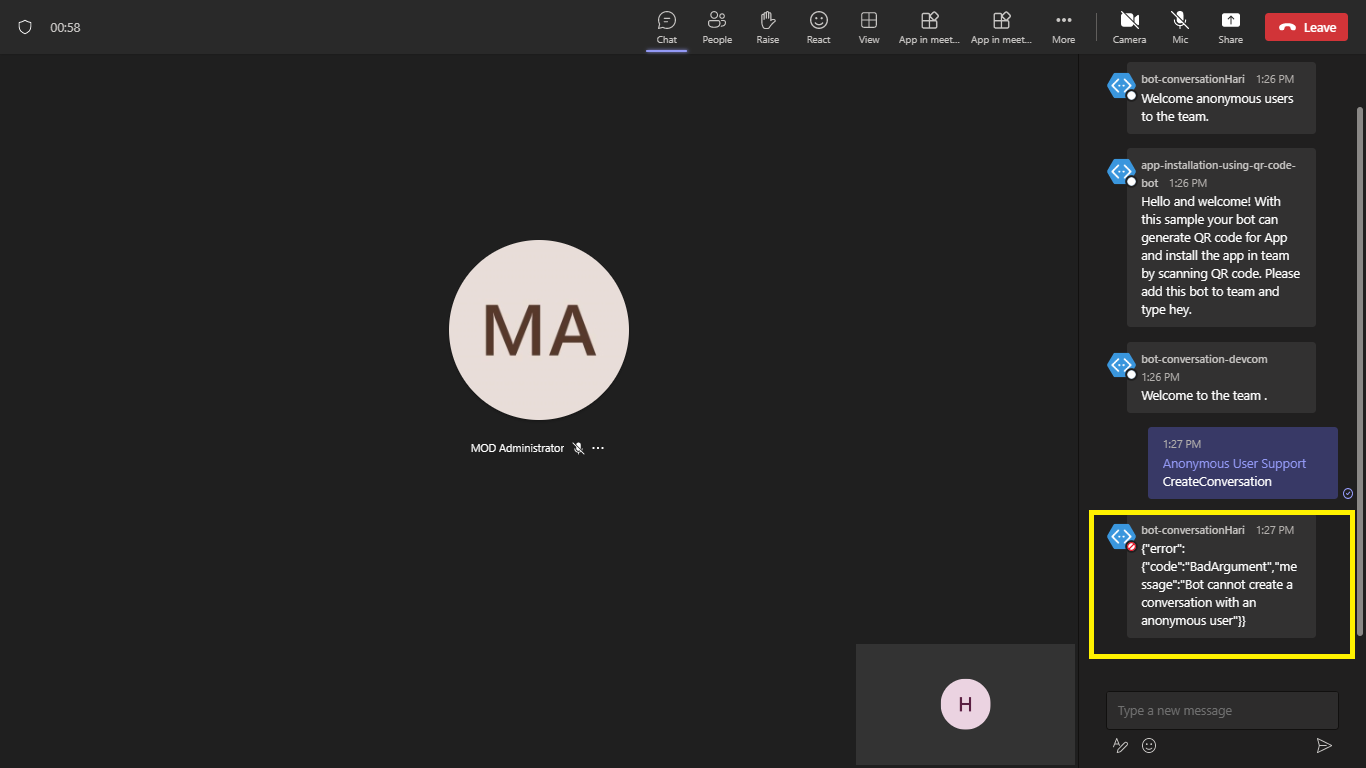 00:58
Chat
People
Raise
React
View
App in meet...
App in meet...
More
Camera
Mic
Share
Leave
MA
MOD Administrator
H
bot-conversationHari 1:26 PM
Welcome anonymous users
to the team.
app-installation-using-qr-code-
bot 1:26 PM
Hello and welcome! With
this sample your bot can
generate QR code for App
and install the app in team
by scanning QR code. Please
add this bot to team and
type hey.
bot-conversation-devcom
1:26 PM
Welcome to the team .
1:27 PM
Anonymous User Support
CreateConversation
bot-conversationHari 1:27 PM
{"error":
{"code":"BadArgument","me
ssage":"Bot cannot create a
conversation with an
anonymous user"}}
Type a new message